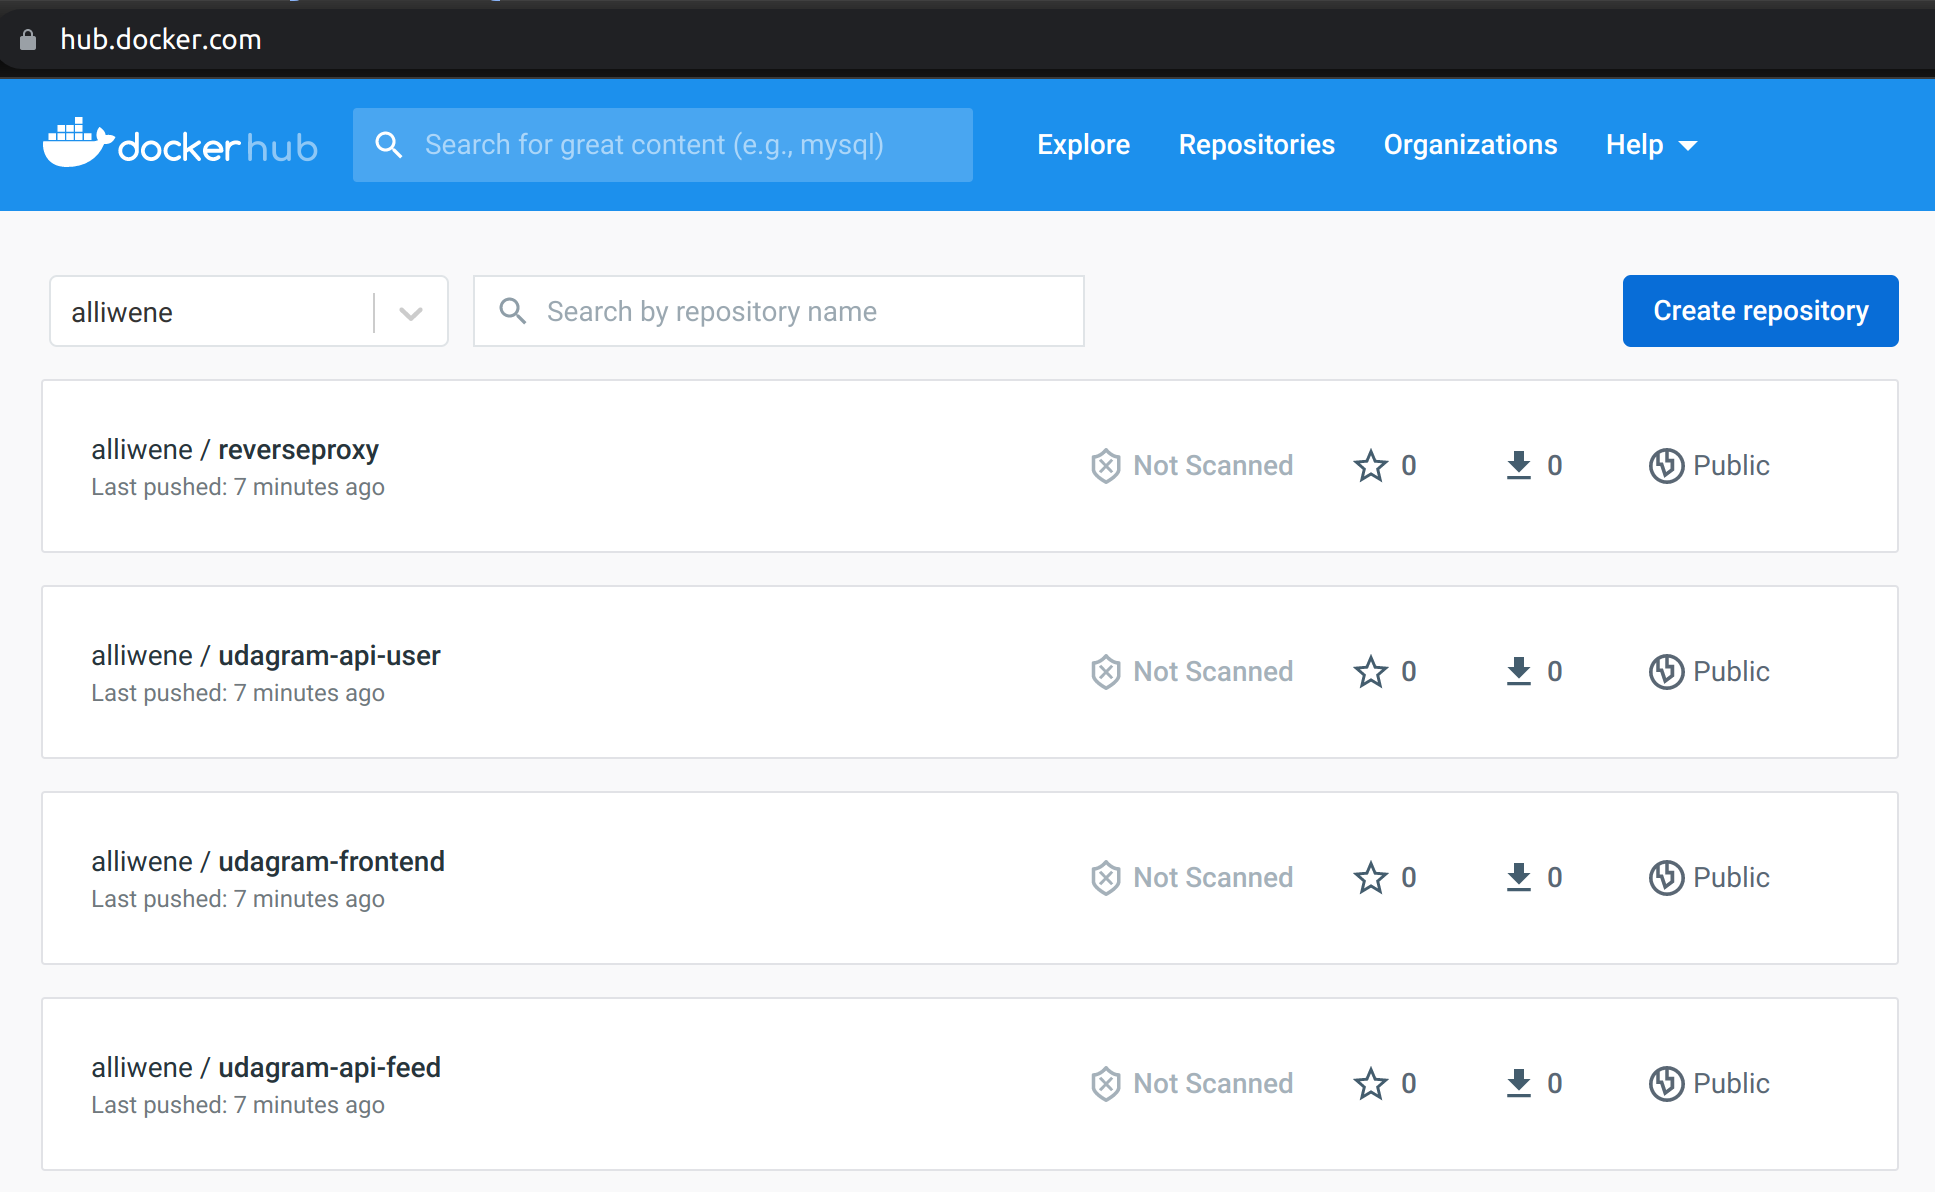 hub.docker.com
docker hub
Search for great content (e.g., mysql)
Explore
Repositories
Organizations
Help
alliwene
Search by repository name
Create repository
alliwene / reverseproxy
Last pushed: 7 minutes ago
Not Scanned
0
0
Public
alliwene / udagram-api-user
Last pushed: 7 minutes ago
Not Scanned
0
0
Public
alliwene / udagram-frontend
Last pushed: 7 minutes ago
Not Scanned
0
0
Public
alliwene / udagram-api-feed
Last pushed: 7 minutes ago
Not Scanned
0
0
Public